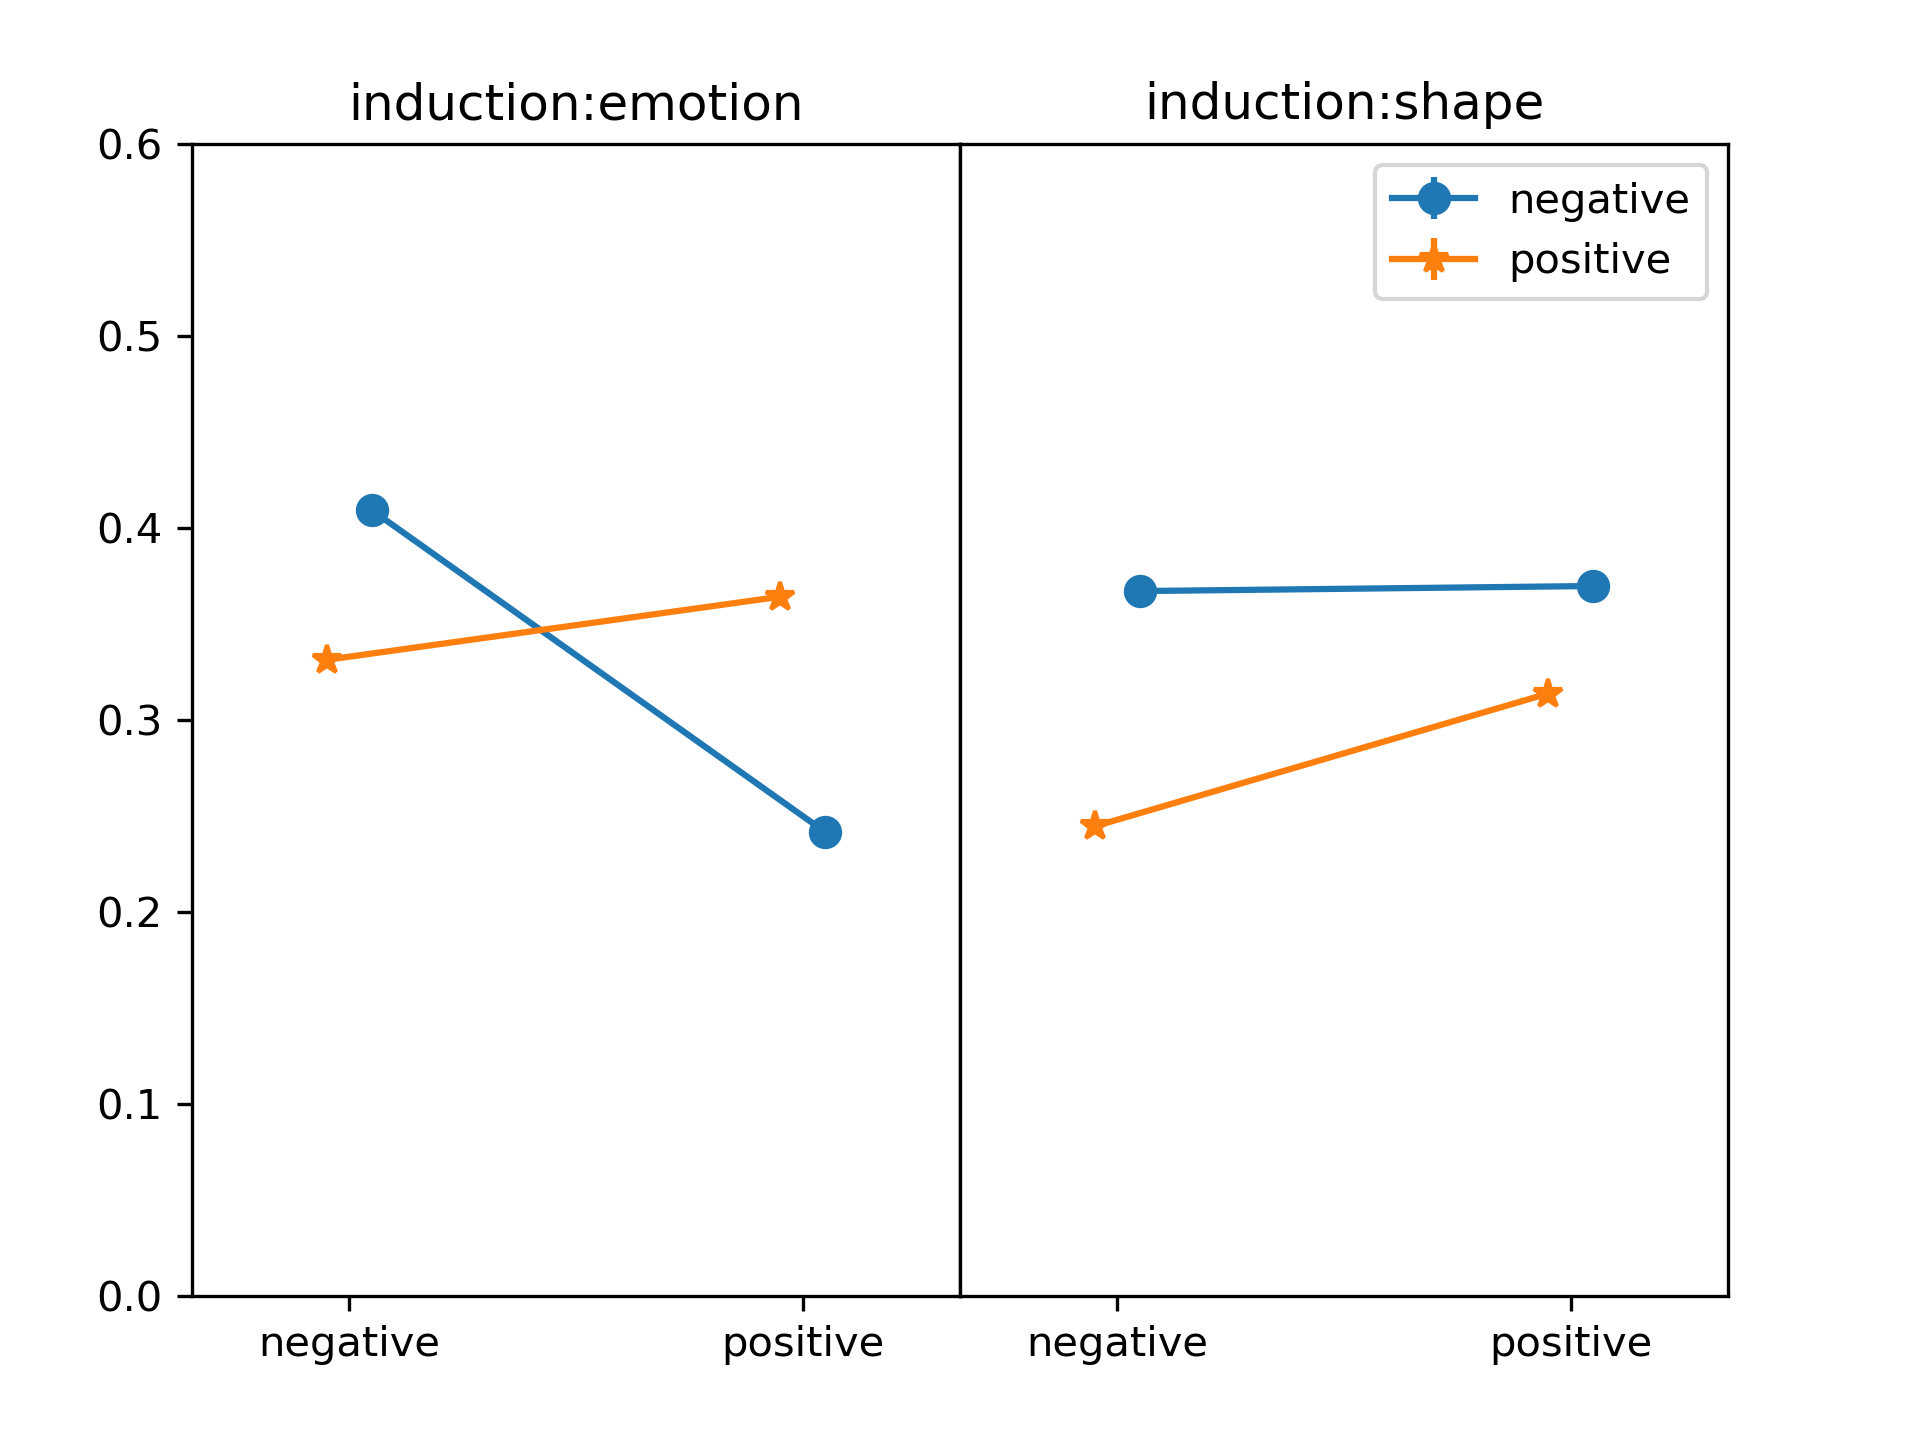 induction:emotion
induction:shape
0.6
0.5
0.4
0.3
0.2
0.1
0.0
negative
positive
negative
positive
negative
positive